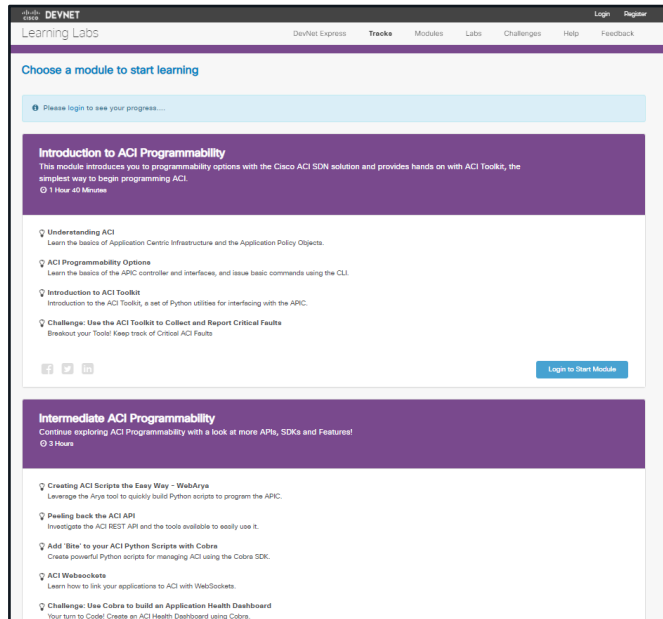 CISCO DEVNET Login Register
Learning Labs DevNet Express Tracks Modules Labs Challenges Help Feedback
Choose a module to start learning
Please login to see your progress....
Introduction to ACI Programmability
This module introduces you to programmability options with the Cisco ACI SDN solution and provides hands on with ACI Toolkit, the
simplest way to begin programming ACI.
1 Hour 40 Minutes
Understanding ACI
Learn the basics of Application Centric Infrastructure and the Application Policy Objects.
ACI Programmability Options
Learn the basics of the APIC controller and interfaces, and issue basic commands using the CLI.
Introduction to ACI Toolkit
Introduction to the ACI Toolkit, a set of Python utilities for interfacing with the APIC.
Challenge: Use the ACI Toolkit to Collect and Report Critical Faults
Breakout your Tools! Keep track of Critical ACI Faults
Login to Start Module
Intermediate ACI Programmability
Continue exploring ACI Programmability with a look at more APIs, SDKs and Features!
3 Hours
Creating ACI Scripts the Easy Way - WebArya
Leverage the Arya tool to quickly build Python scripts to program the APIC.
Peeling back the ACI API
Investigate the ACI REST API and the tools available to easily use it.
Add 'Bite' to your ACI Python Scripts with Cobra
Create powerful Python scripts for managing ACI using the Cobra SDK.
ACI Websockets
Learn how to link your applications to ACI with WebSockets.
Challenge: Use Cobra to build an Application Health Dashboard
Your turn to Code! Create an ACI Health Dashboard using Cobra.